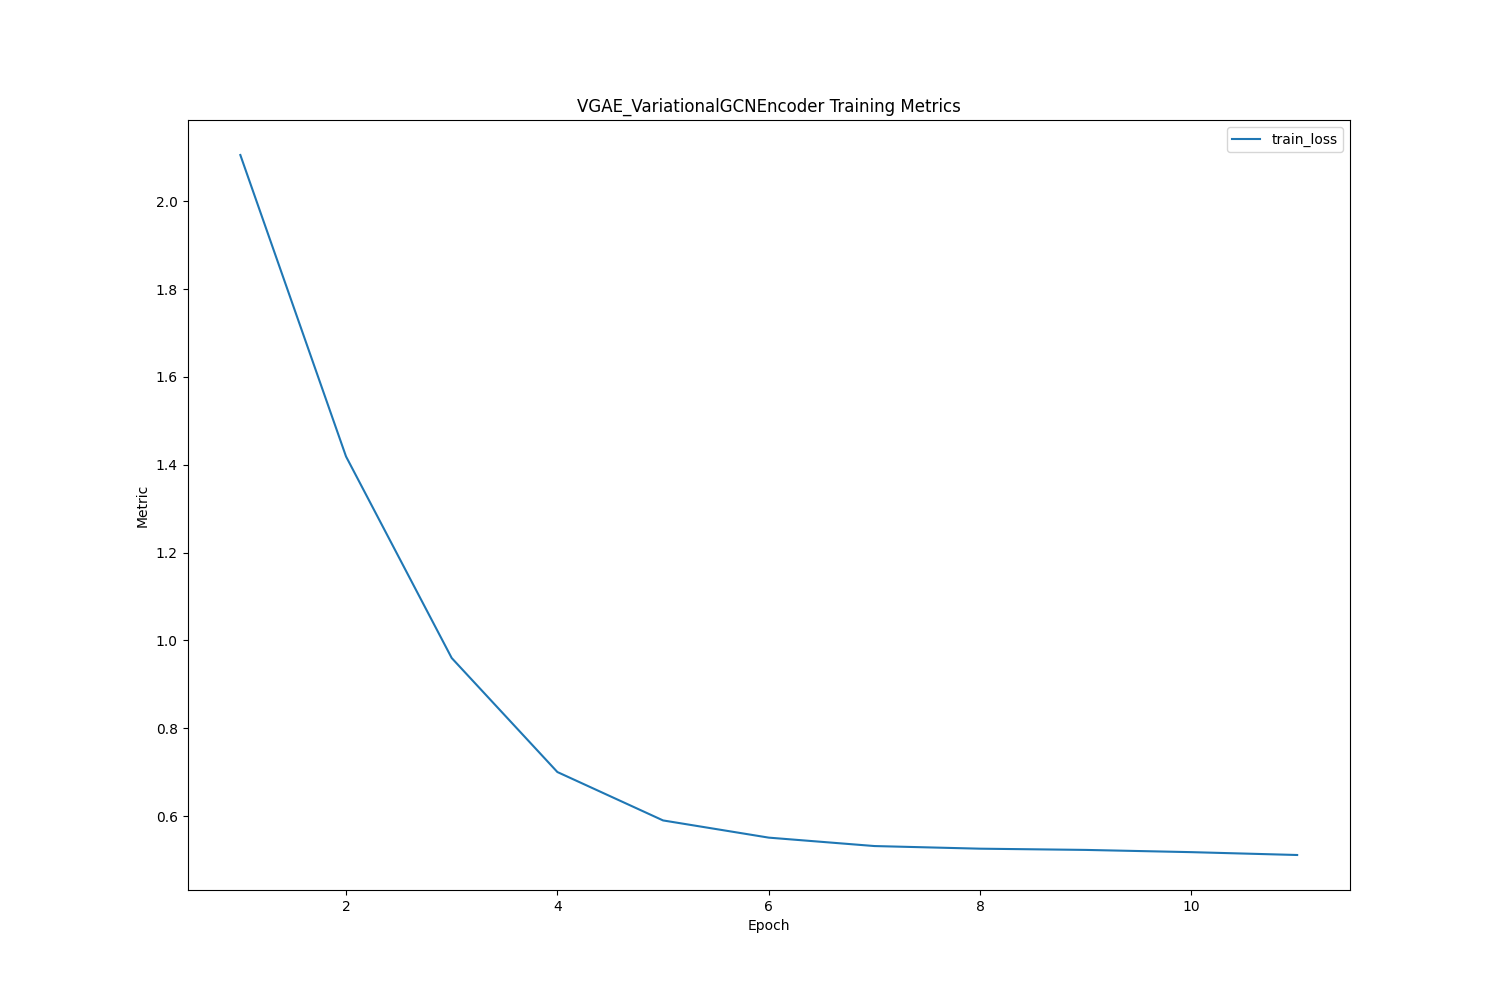 VGAE_VariationalGCNEncoder Training Metrics
train_loss
2.0
1.8
1.6
1.4
1.2
1.0
0.8
0.6
Metric
2 4 6 8 10
Epoch